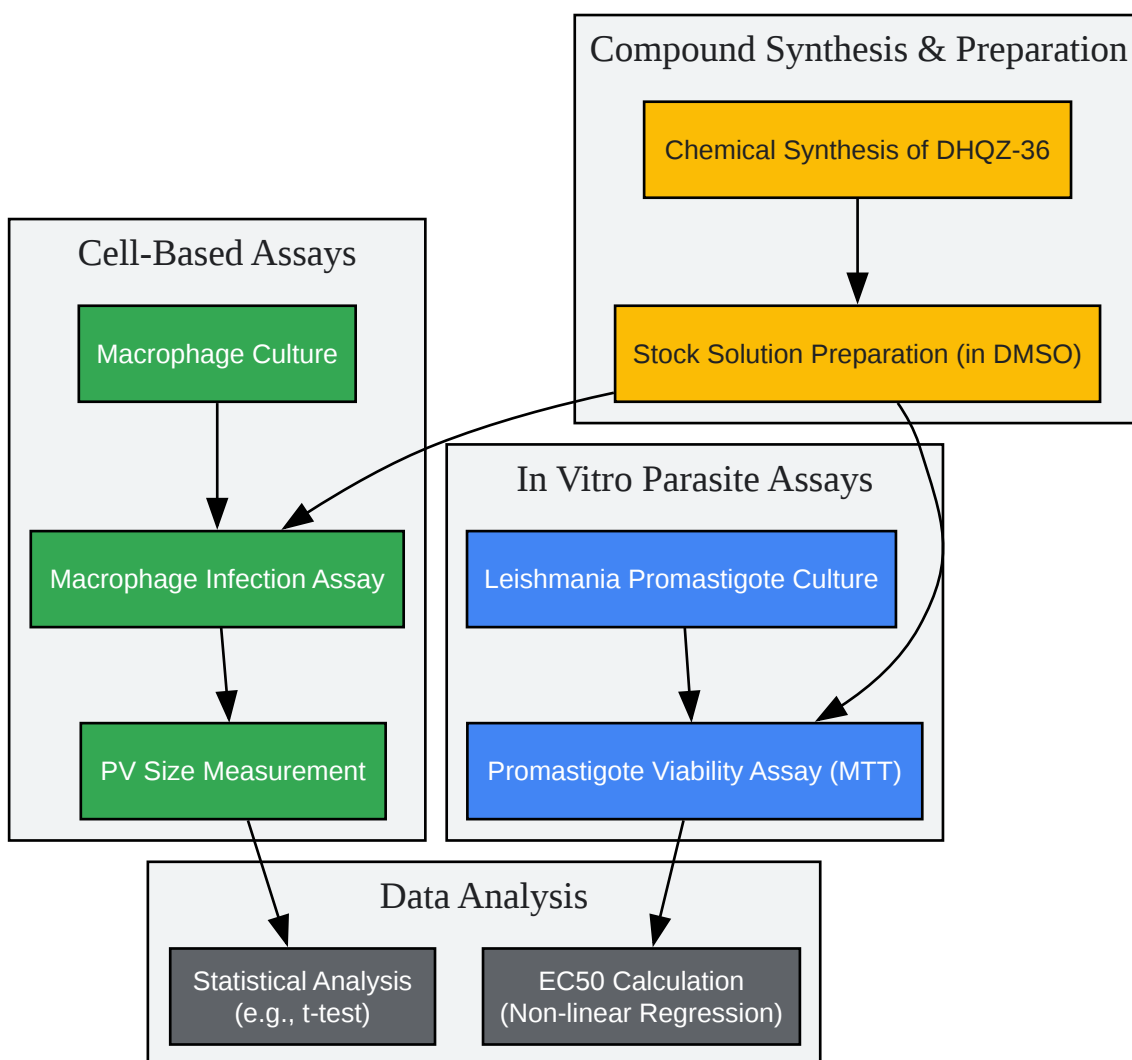 Compound Synthesis & Preparation
Chemical Synthesis of DHQZ-36
Stock Solution Preparation (in DMSO)
Cell-Based Assays
Macrophage Culture
Macrophage Infection Assay
PV Size Measurement
In Vitro Parasite Assays
Leishmania Promastigote Culture
Promastigote Viability Assay (MTT)
Data Analysis
Statistical Analysis
(e.g., t-test)
EC50 Calculation
(Non-linear Regression)